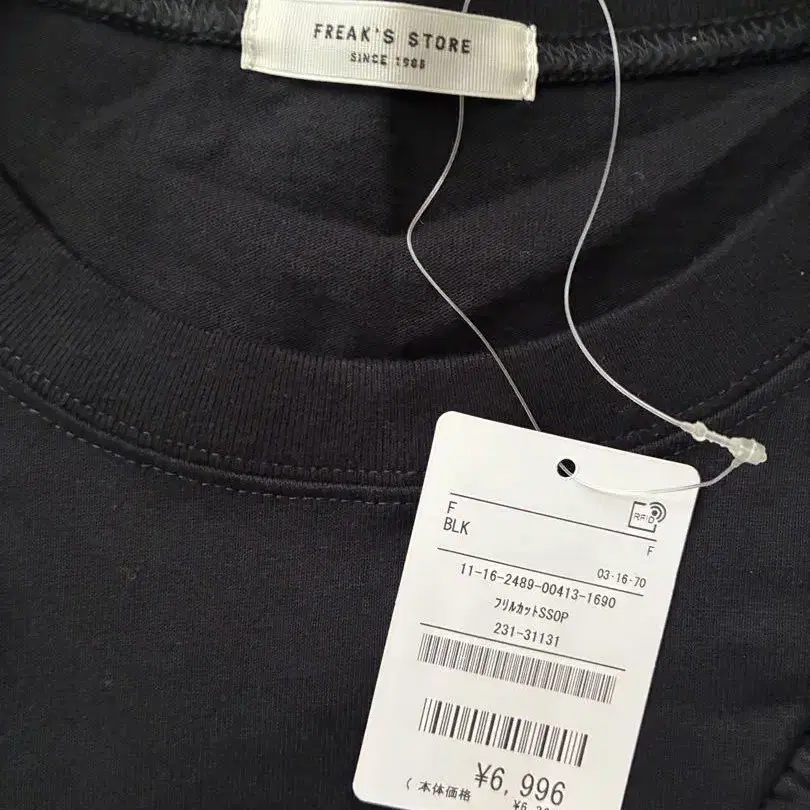 FREAK'S STORE
SINCE 1986
F
BLK
RFID
F
03-16-70
11-16-2489-00413-1690
ﾌﾘﾙｶｯﾄSSOP
231-31131
¥6,996
( 本体価格